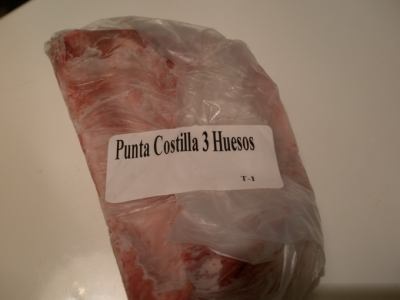 Punta Costilla 3 Huesos
T-1